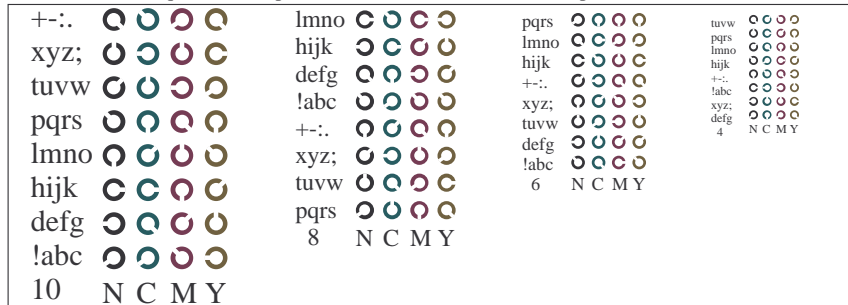 +-:.
xyz;
tuvw
pqrs
lmno
hijk
defg
!abc
10 N C M Y
lmno
hijk
defg
!abc
+-:.
xyz;
tuvw
pqrs
8 N C M Y
pqrs
lmno
hijk
+-:.
xyz;
tuvw
defg
!abc
6 N C M Y
tuvw
pqrs
lmno
hijk
+-:.
!abc
xyz;
defg
4 N C M Y